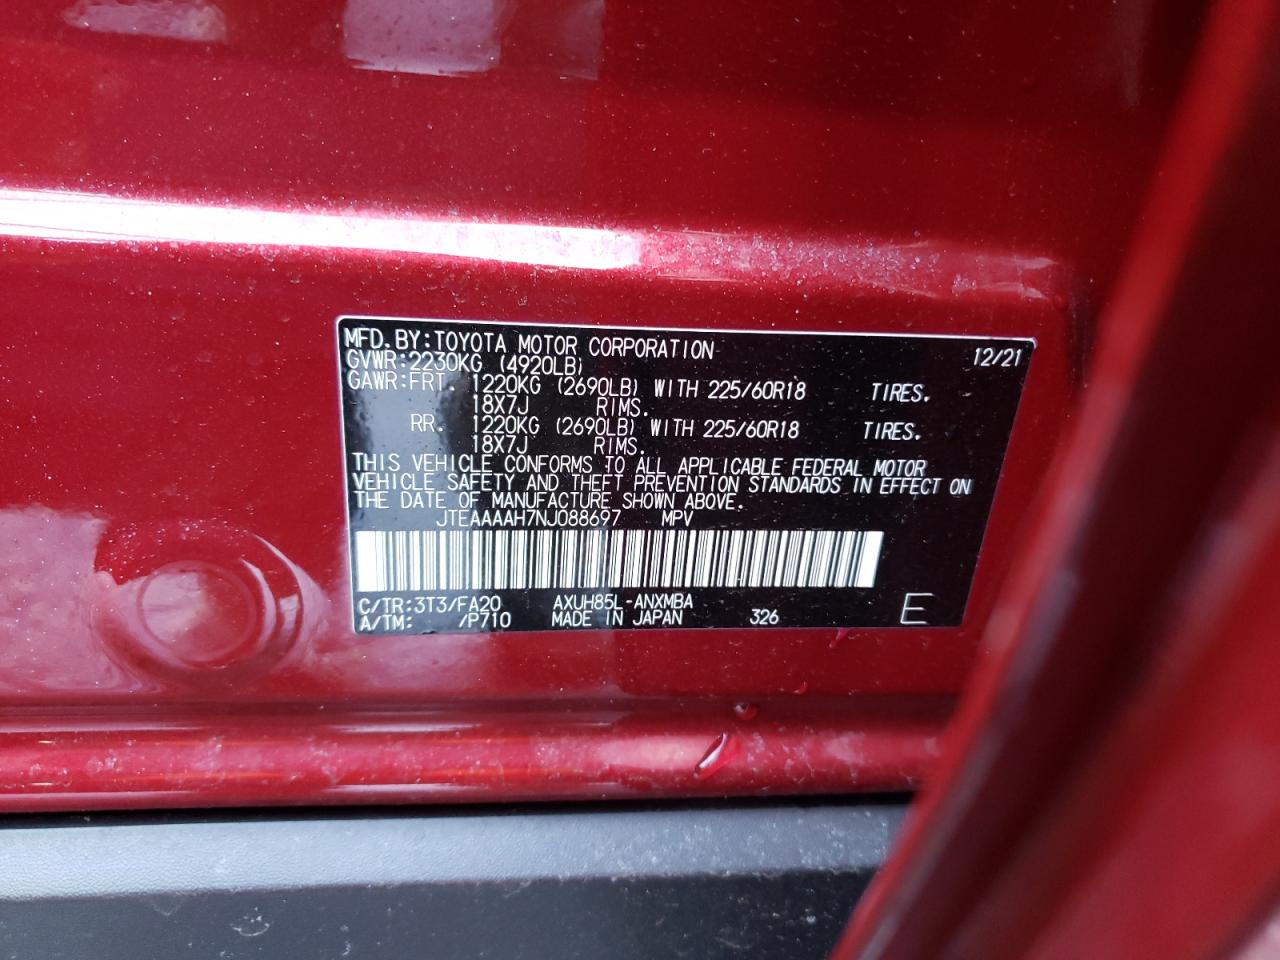 MFD.BY:TOYOTA MOTOR CORPORATION 12/21
GVWR:2230KG (4920LB)
GAWR:FRT. 1220KG (2690LB) WITH 225/60R18 TIRES.
18X7J RIMS.
RR. 1220KG (2690LB) WITH 225/60R18 TIRES.
18X7J RIMS.
THIS VEHICLE CONFORMS TO ALL APPLICABLE FEDERAL MOTOR
VEHICLE SAFETY AND THEFT PREVENTION STANDARDS IN EFFECT ON
THE DATE OF MANUFACTURE SHOWN ABOVE.
JTEAAAAH7NJ088697 MPV
C/TR:3T3/FA20 AXUH85L-ANXMBA
A/TM: /P710 MADE IN JAPAN 326 E